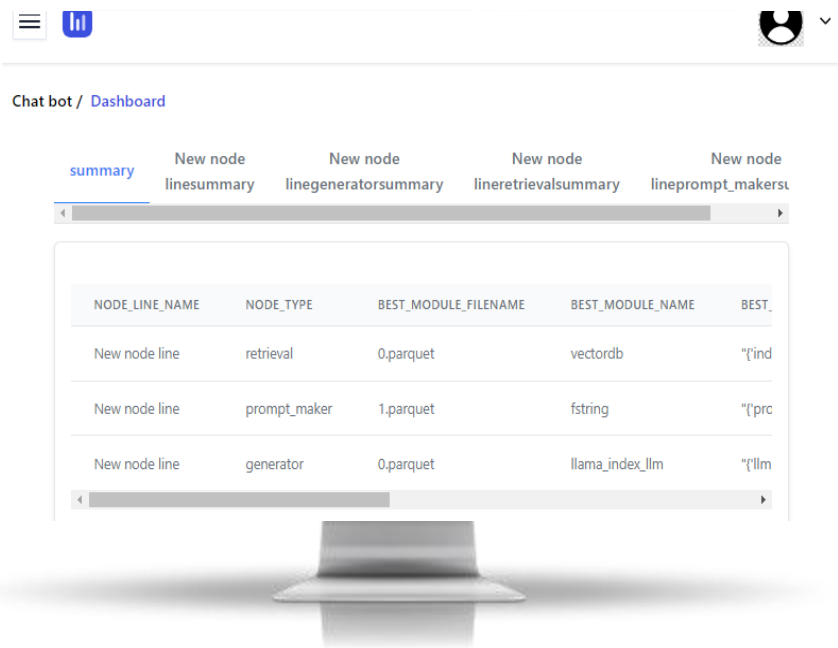 Chat bot / Dashboard
summary
New node
linesummary
New node
linegeneratorsummary
New node
lineretrievalsummary
New node
lineprompt_makersu
NODE_LINE_NAME NODE_TYPE BEST_MODULE_FILENAME BEST_MODULE_NAME BEST_
New node line retrieval 0.parquet vectordb "{'ind
New node line prompt_maker 1.parquet fstring "{'pro
New node line generator 0.parquet llama_index_llm "{'llm